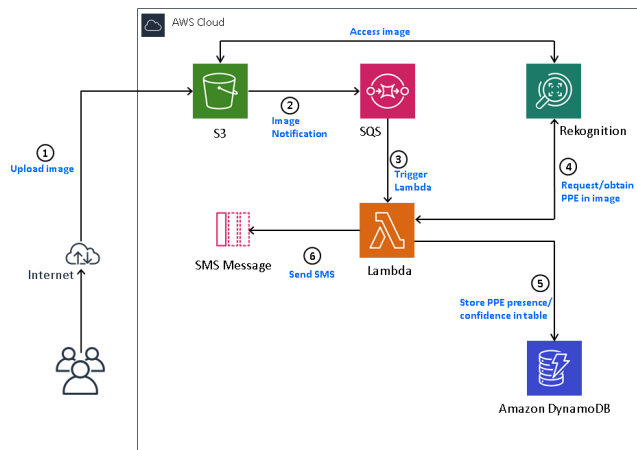 AWS Cloud
Access image
S3
SQS
Rekognition
2
Image
Notification
1
Upload image
3
Trigger
Lambda
4
Request/obtain
PPE in image
Internet
SMS Message
6
Send SMS
Lambda
5
Store PPE presence/
confidence in table
Amazon DynamoDB